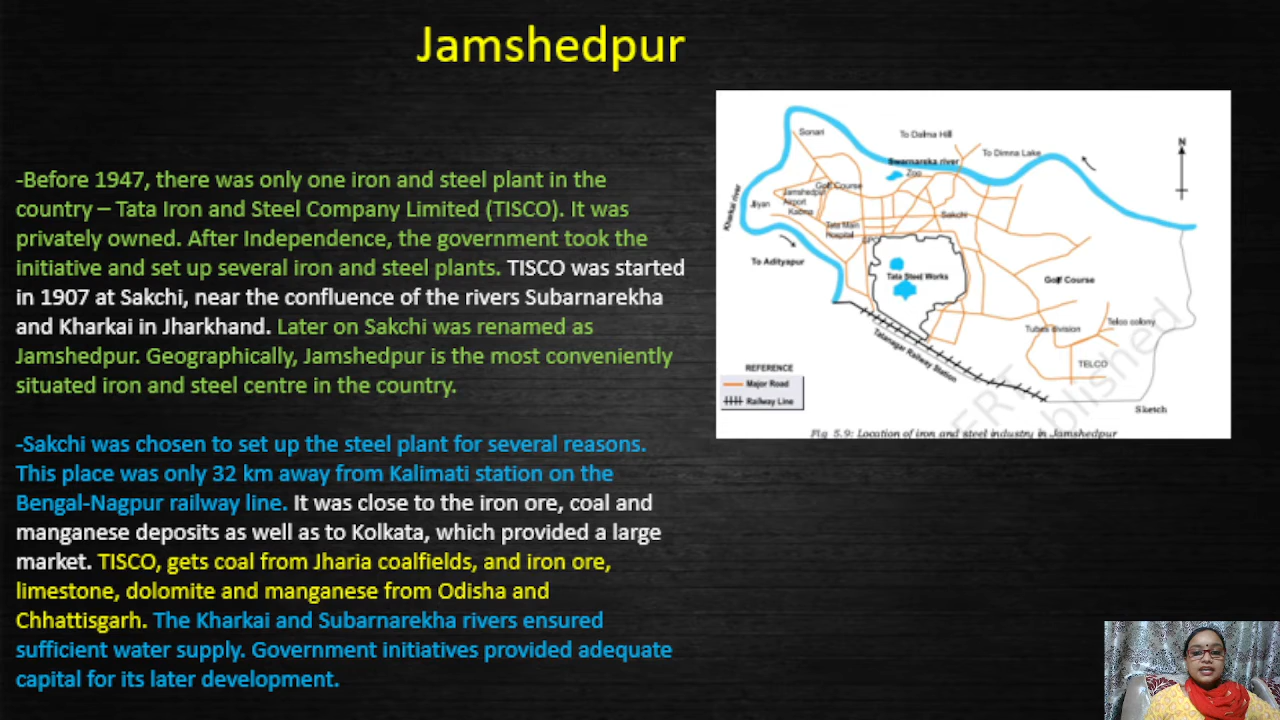 Jamshedpur
-Before 1947, there was only one iron and steel plant in the
country – Tata Iron and Steel Company Limited (TISCO). It was
privately owned. After Independence, the government took the
initiative and set up several iron and steel plants. TISCO was started
in 1907 at Sakchi, near the confluence of the rivers Subarnarekha
and Kharkai in Jharkhand. Later on Sakchi was renamed as
Jamshedpur. Geographically, Jamshedpur is the most conveniently
situated iron and steel centre in the country.
-Sakchi was chosen to set up the steel plant for several reasons.
This place was only 32 km away from Kalimati station on the
Bengal-Nagpur railway line. It was close to the iron ore, coal and
manganese deposits as well as to Kolkata, which provided a large
market. TISCO, gets coal from Jharia coalfields, and iron ore,
limestone, dolomite and manganese from Odisha and
Chhattisgarh. The Kharkai and Subarnarekha rivers ensured
sufficient water supply. Government initiatives provided adequate
capital for its later development.
Sonari
To Dalma Hill
To Dimna Lake
N
Swarnareka river
Zoo
Golf Course
Jamshedpur
Airport
Kharkai river
Sakchi
Tata Main
Hospital
To Adityapur
Tata Steel Works
Golf Course
Tubes division
Telco colony
TELCO
Tatanagar Railway Station
REFERENCE
Major Road
Railway Line
Sketch
Fig 5.9: Location of iron and steel industry in Jamshedpur